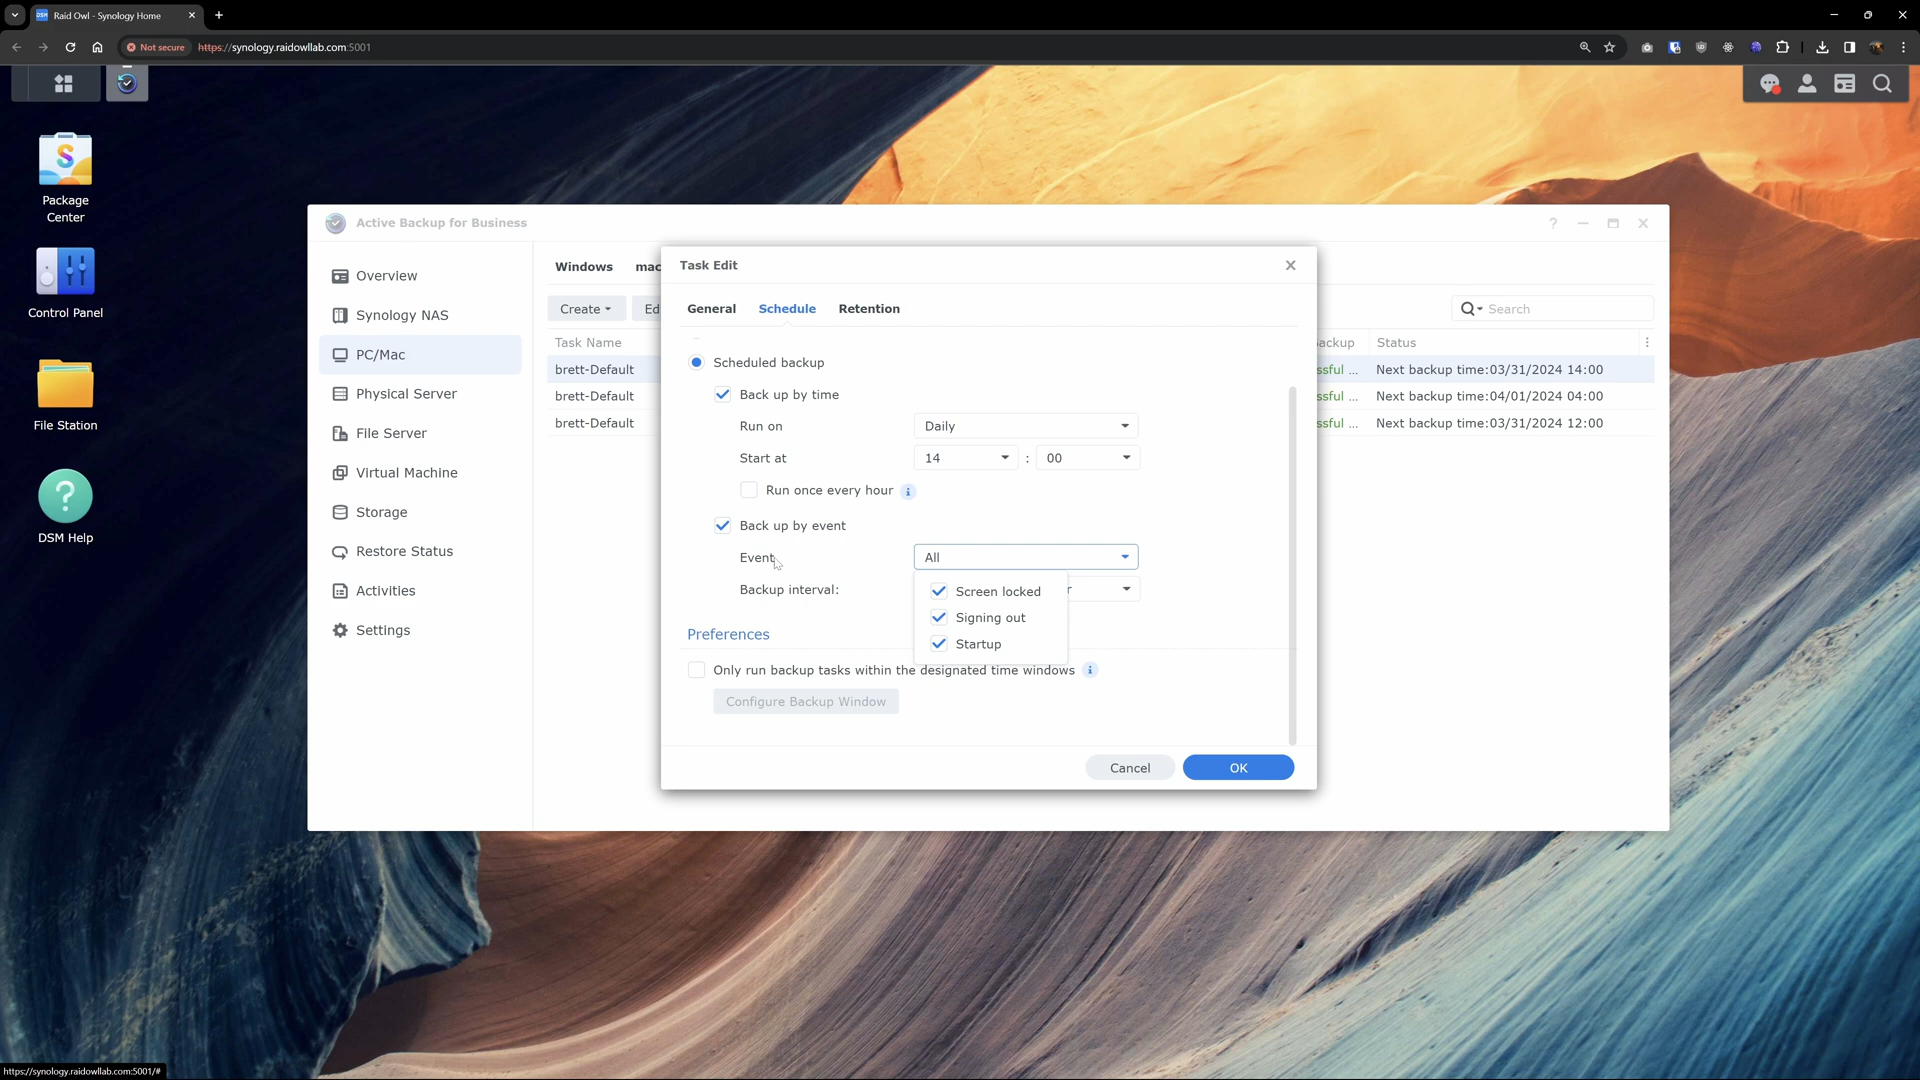 Raid Owl - Synology Home
Not secure
https://synology.raidowllab.com:5001
Package
Center
Control Panel
File Station
DSM Help
Active Backup for Business
Overview
Synology NAS
PC/Mac
Physical Server
File Server
Virtual Machine
Storage
Restore Status
Activities
Settings
Windows mac
Create Ed
Search
Task Name ackup Status
brett-Default ssful ... Next backup time:03/31/2024 14:00
brett-Default ssful ... Next backup time:04/01/2024 04:00
brett-Default ssful ... Next backup time:03/31/2024 12:00
Task Edit
General Schedule Retention
Scheduled backup
Back up by time
Run on Daily
Start at 14 : 00
Run once every hour
Back up by event
Event All
Backup interval: r
Screen locked
Signing out
Startup
Preferences
Only run backup tasks within the designated time windows
Configure Backup Window
Cancel OK
https://synology.raidowllab.com:5001/#